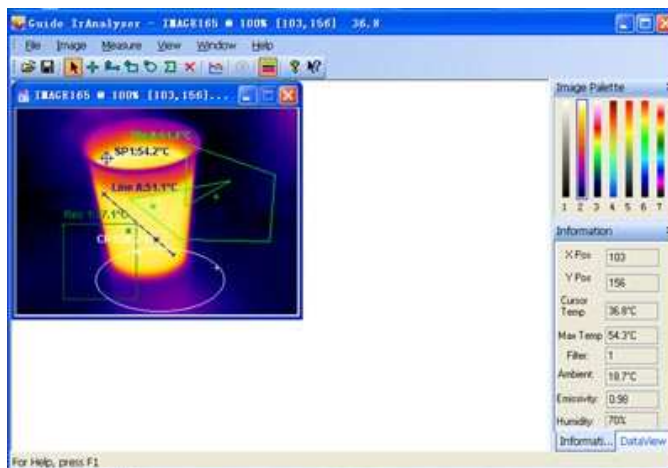 Guide IrAnalyser - IMAGE165 @ 100% [103,156] 36.8
File Image Measure View Window Help
IMAGE165 @ 100% [103,156]...
SP1:54.2°C
Line A:51.1°C
Image Palette
1 2 3 4 5 6 7
Information
X Pos 103
Y Pos 156
Cursor
Temp 36.8°C
Max Temp 54.3°C
Filter: 1
Ambient: 18.7°C
Emissivity: 0.98
Humidity: 70%
Informati... DataView
For Help, press F1